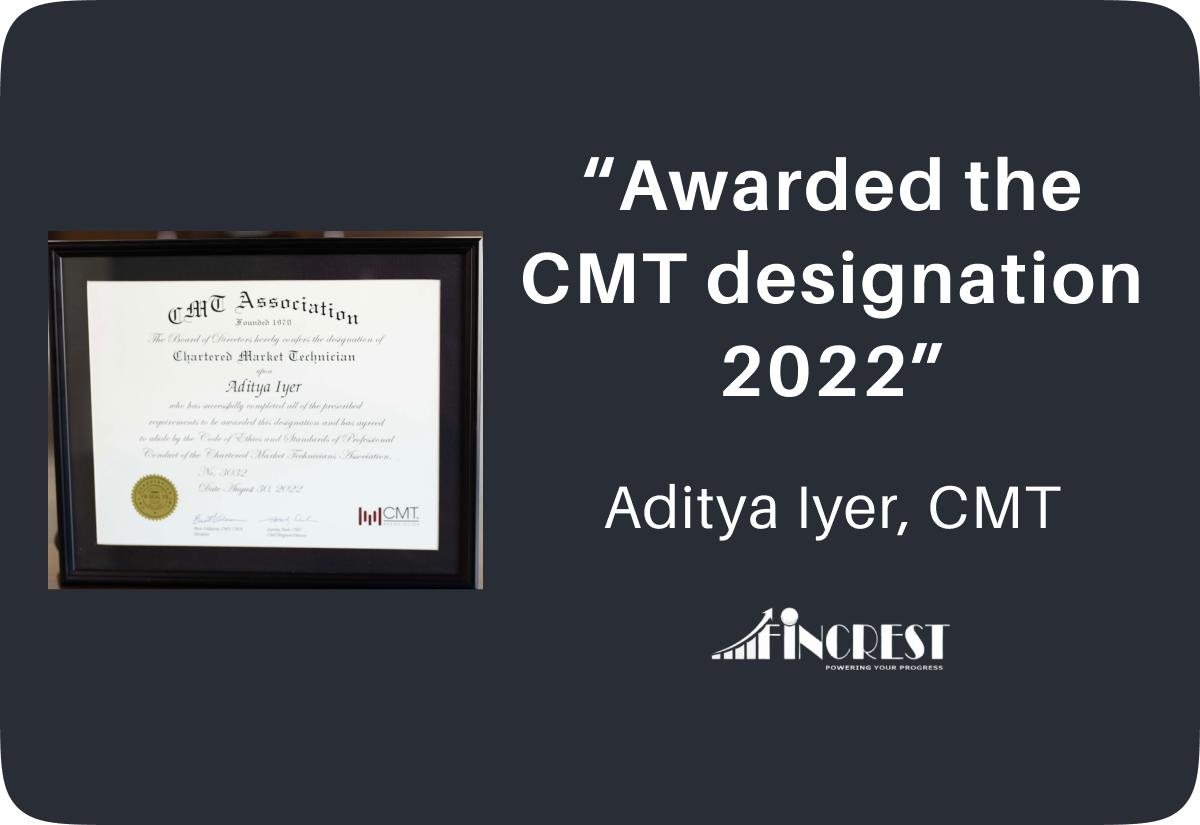 CMT Association
Founded 1970
The Board of Directors hereby confers the designation of
Chartered Market Technician
upon
Aditya Iyer
who has successfully completed all of the prescribed
requirements to be awarded this designation and has agreed
to abide by the Code of Ethics and Standards of Professional
Conduct of the Chartered Market Technicians Association.
No. 3032
Date August 30, 2022
CMT
“Awarded the
CMT designation
2022”
Aditya Iyer, CMT
FINCREST
POWERING YOUR PROGRESS